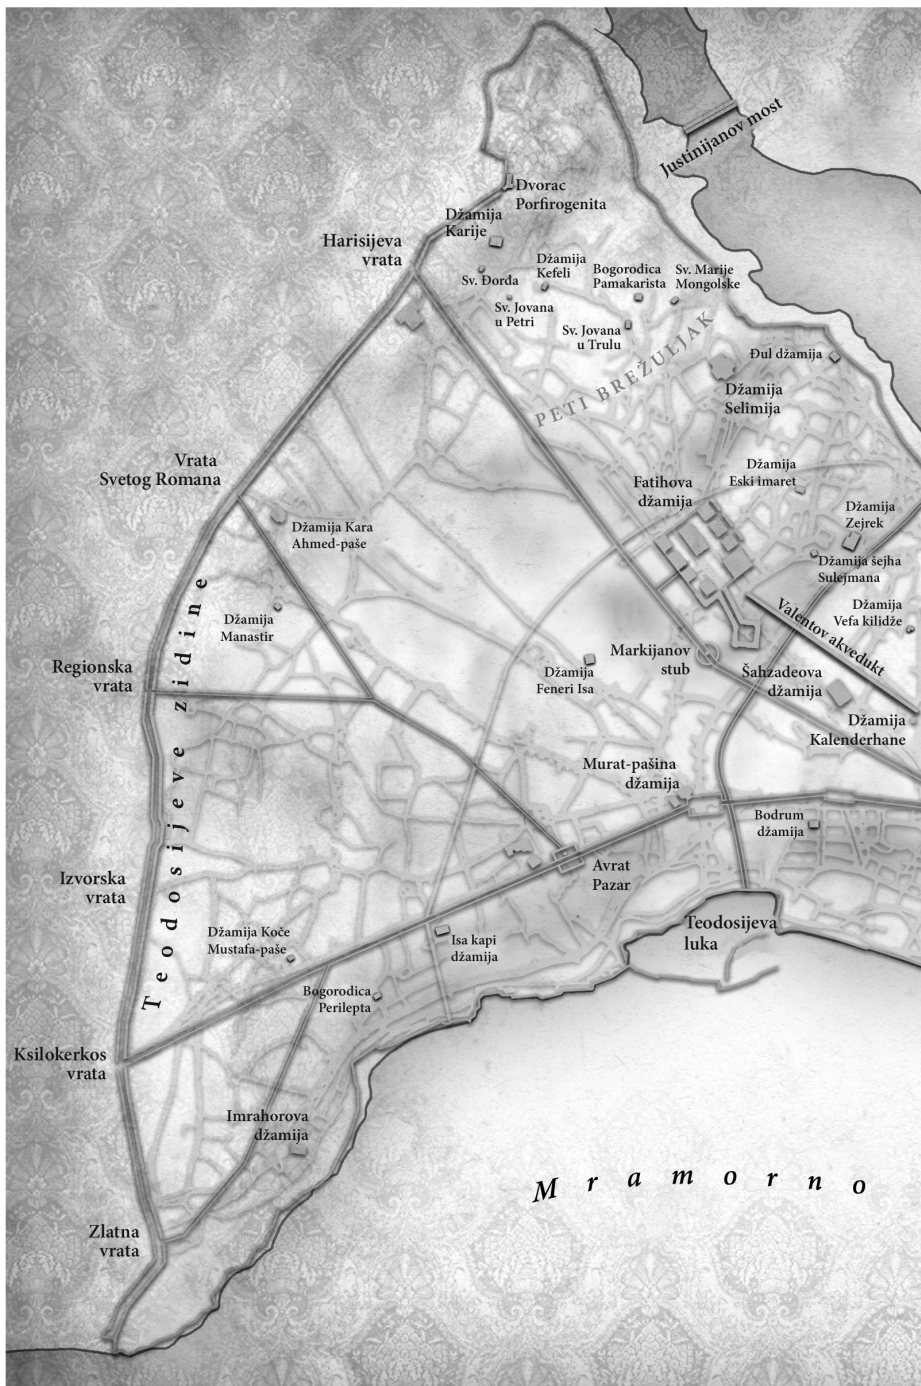 Justinijanov most
Dvorac
Porfirogenita
Džamija
Karije
Harisijeva
vrata
Sv. Đorđa
Džamija
Kefeli
Bogorodica
Pamakarista
Sv. Marije
Mongolske
Sv. Jovana
u Petri
Sv. Jovana
u Trulu
PETI BREŽULJAK
Đul džamija
Džamija
Selimija
Vrata
Svetog Romana
Fatihova
džamija
Džamija
Eski imaret
Džamija
Zejrek
Džamija Kara
Ahmed-paše
Džamija šejha
Sulejmana
Džamija
Manastir
Valentov akvedukt
Džamija
Vefa kilidže
Teodosijeve zidine
Regionska
vrata
Džamija
Feneri Isa
Markijanov
stub
Šahzadeova
džamija
Džamija
Kalenderhane
Murat-pašina
džamija
Bodrum
džamija
Izvorska
vrata
Avrat
Pazar
Džamija Koče
Mustafa-paše
Isa kapi
džamija
Teodosijeva
luka
Bogorodica
Perilepta
Ksilokerkos
vrata
Imrahorova
džamija
Mramorno
Zlatna
vrata